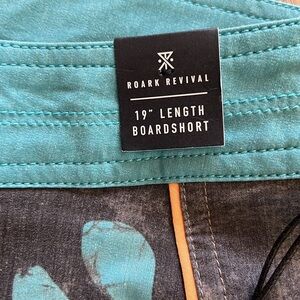 ROARK REVIVAL
19" LENGTH
BOARDSHORT